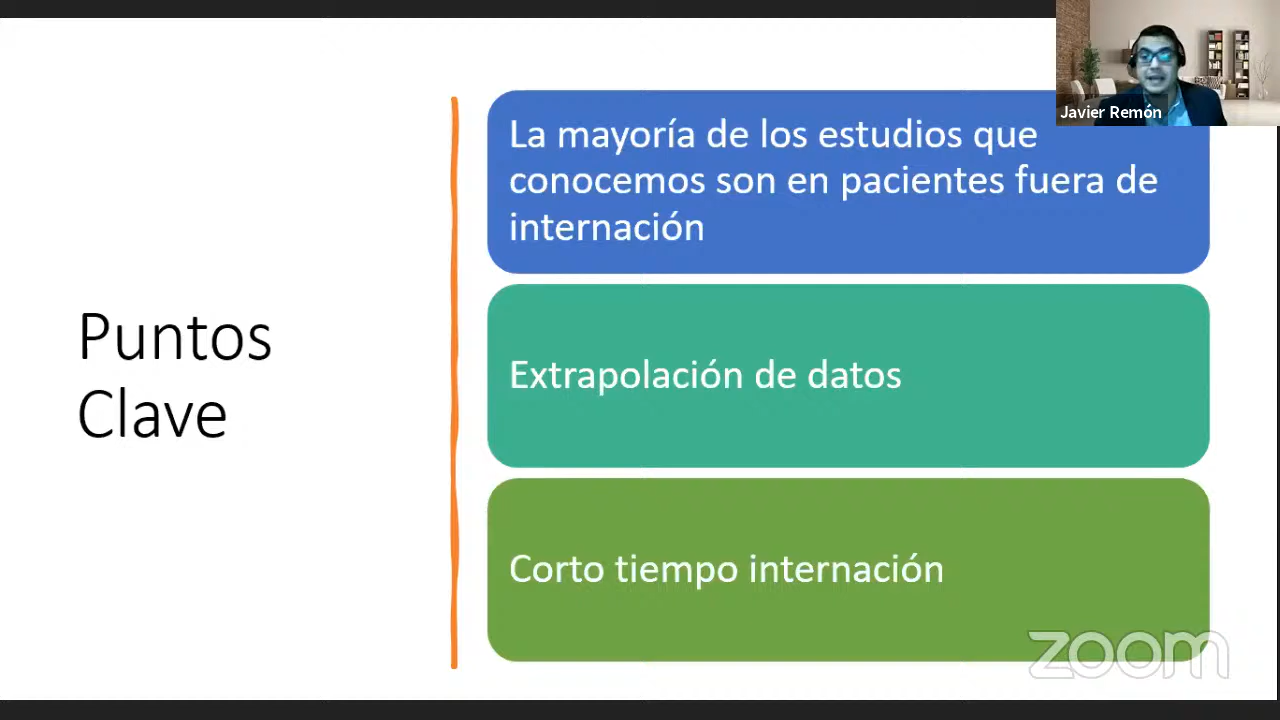 Javier Remón
La mayoría de los estudios que
conocemos son en pacientes fuera de
internación
Puntos
Clave
Extrapolación de datos
Corto tiempo internación
zoom